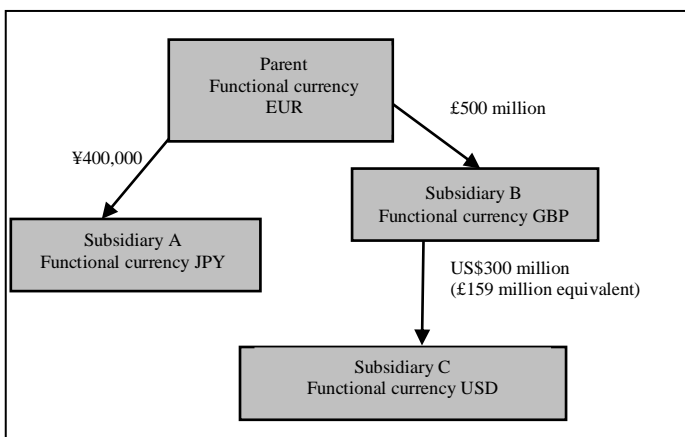 Parent
Functional currency
EUR
£500 million
¥400,000
Subsidiary B
Functional currency GBP
Subsidiary A
Functional currency JPY
US$300 million
(£159 million equivalent)
Subsidiary C
Functional currency USD